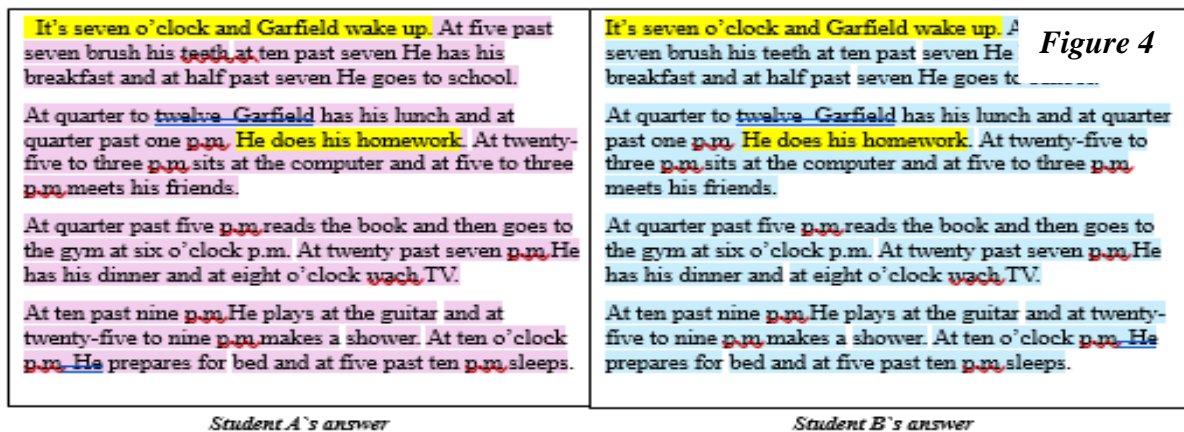 It's seven o'clock and Garfield wake up. At five past
seven brush his teeth at ten past seven He has his
breakfast and at half past seven He goes to school.
At quarter to twelve Garfield has his lunch and at
quarter past one p.m. He does his homework. At twenty-
five to three p.m.sits at the computer and at five to three
p.m.meets his friends.
At quarter past five p.m.reads the book and then goes to
the gym at six o'clock p.m. At twenty past seven p.m.He
has his dinner and at eight o'clock wach TV.
At ten past nine p.m.He plays at the guitar and at
twenty-five to nine p.m.makes a shower. At ten o'clock
p.m. He prepares for bed and at five past ten p.m.sleeps.
Student A`s answer
It's seven o'clock and Garfield wake up.
seven brush his teeth at ten past seven He
breakfast and at half past seven He goes to
At quarter to twelve Garfield has his lunch and at quarter
past one p.m. He does his homework. At twenty-five to
three p.m.sits at the computer and at five to three p.m.
meets his friends.
At quarter past five p.m.reads the book and then goes to
the gym at six o'clock p.m. At twenty past seven p.m.He
has his dinner and at eight o'clock wach TV.
At ten past nine p.m.He plays at the guitar and at twenty-
five to nine p.m.makes a shower. At ten o'clock p.m. He
prepares for bed and at five past ten p.m.sleeps.
Student B`s answer
Figure 4